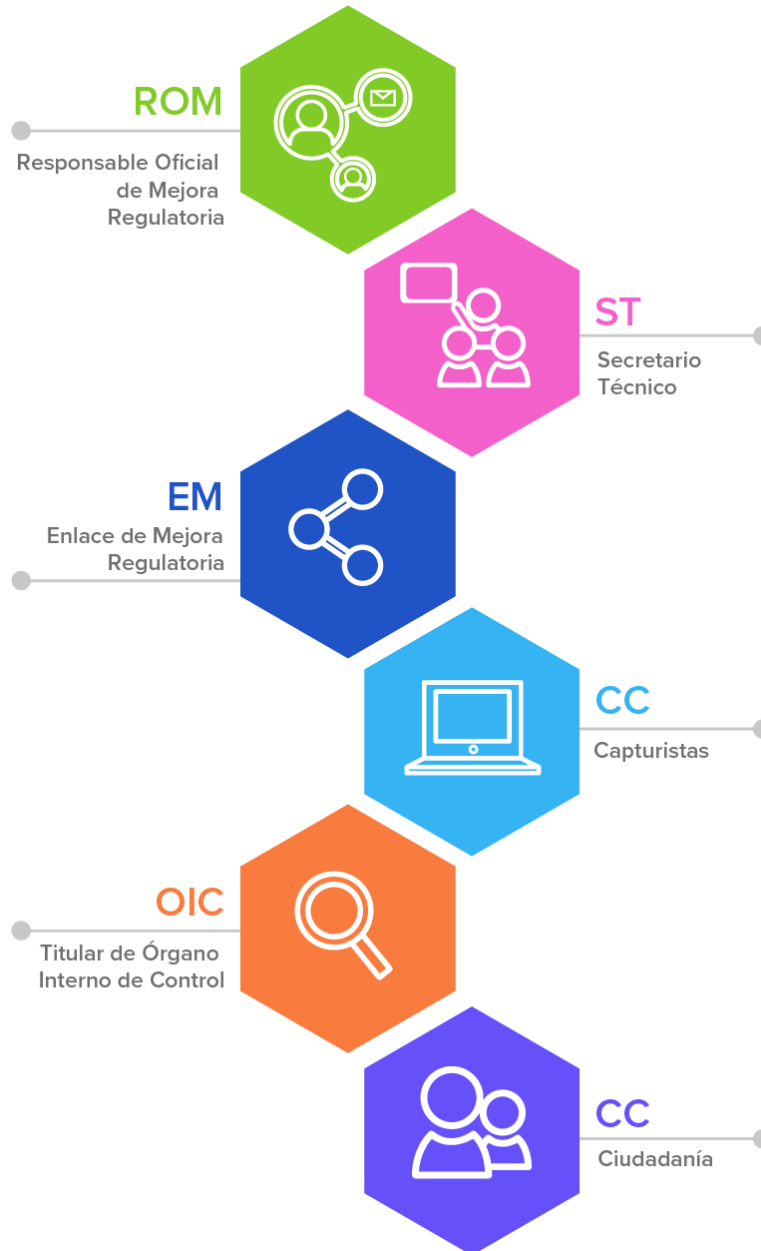 ROM
Responsable Oficial
de Mejora
Regulatoria
ST
Secretario
Técnico
EM
Enlace de Mejora
Regulatoria
CC
Capturistas
OIC
Titular de Órgano
Interno de Control
CC
Ciudadanía